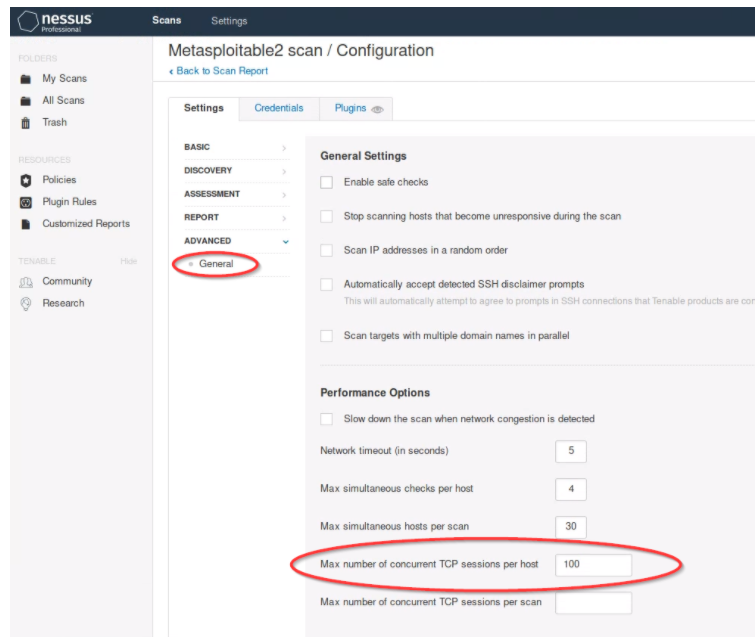 nessus
Professional
Scans
Settings
FOLDERS
My Scans
All Scans
Trash
RESOURCES
Policies
Plugin Rules
Customized Reports
TENABLE
Hide
Community
Research
Metasploitable2 scan / Configuration
‹ Back to Scan Report
Settings
Credentials
Plugins
BASIC
DISCOVERY
ASSESSMENT
REPORT
ADVANCED
General
General Settings
Enable safe checks
Stop scanning hosts that become unresponsive during the scan
Scan IP addresses in a random order
Automatically accept detected SSH disclaimer prompts
This will automatically attempt to agree to prompts in SSH connections that Tenable products are
Scan targets with multiple domain names in parallel
Performance Options
Slow down the scan when network congestion is detected
Network timeout (in seconds) 5
Max simultaneous checks per host 4
Max simultaneous hosts per scan 30
Max number of concurrent TCP sessions per host 100
Max number of concurrent TCP sessions per scan